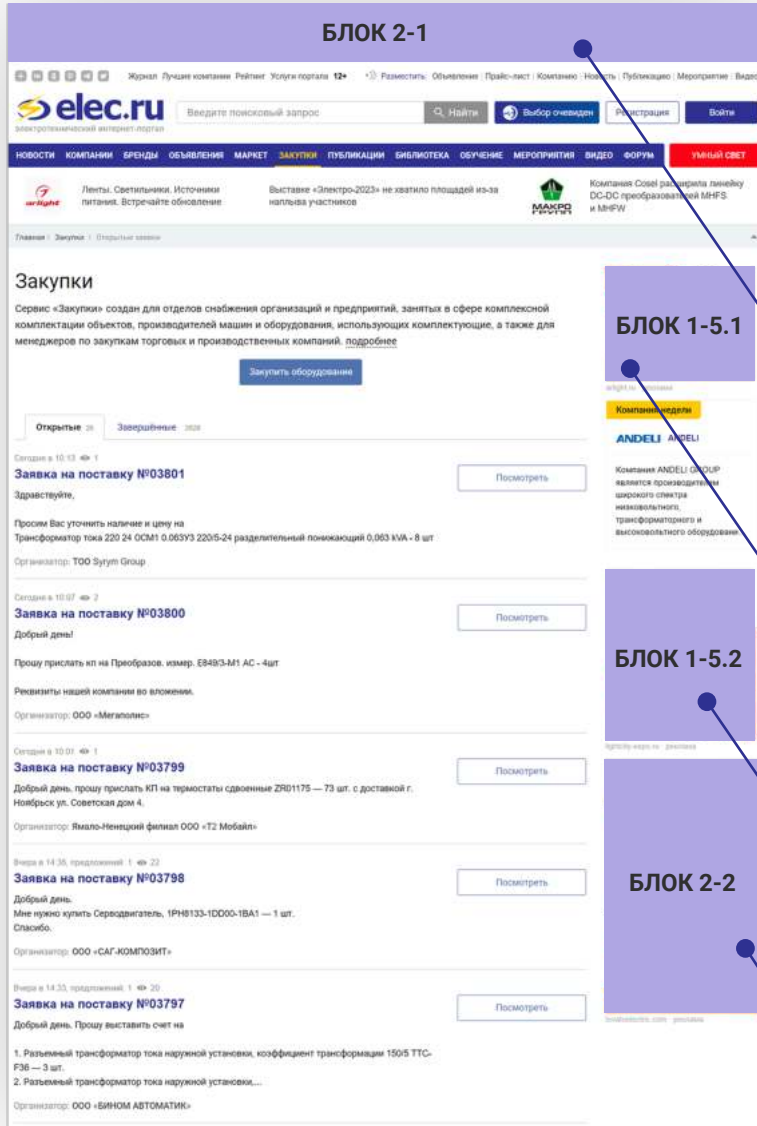 БЛОК 2-1
Журнал Лучшие компании Рейтинг Услуги портала 12+ Разместить: Объявление Прайс-лист Компанию Новость Публикацию Мероприятие Видео
elec.ru
электротехнический интернет-портал
Введите поисковый запрос
Найти
Выбор очевиден
Регистрация
Войти
НОВОСТИ КОМПАНИИ БРЕНДЫ ОБЪЯВЛЕНИЯ МАРКЕТ ЗАКУПКИ ПУБЛИКАЦИИ БИБЛИОТЕКА ОБУЧЕНИЕ МЕРОПРИЯТИЯ ВИДЕО ФОРУМ УМНЫЙ СВЕТ
arlight
Ленты. Светильники. Источники
питания. Встречайте обновление
Выставке «Электро-2023» не хватило площадей из-за
наплыва участников
МАКРО
ГРУПП
Компания Cosel расширила линейку
DC-DC преобразователей MHFS
и MHFW
Главная Закупки Открытые заявки
Закупки
Сервис «Закупки» создан для отделов снабжения организаций и предприятий, занятых в сфере комплексной
комплектации объектов, производителей машин и оборудования, использующих комплектующие, а также для
менеджеров по закупкам торговых и производственных компаний. подробнее
Закупить оборудование
БЛОК 1-5.1
arlight.ru реклама
Компания недели
ANDELI ANDELI
Компания ANDELI GROUP
является производителем
широкого спектра
низковольтного,
трансформаторного и
высоковольтного оборудовани
Открытые 26 Завершённые
Сегодня в 10:13 1
Заявка на поставку №03801
Посмотреть
Здравствуйте,
Просим Вас уточнить наличие и цену на
Трансформатор тока 220 24 ОСМ1 0.063У3 220/5-24 разделительный понижающий 0,063 kVA - 8 шт
Организатор: ТОО Syrym Group
Сегодня в 10:07 2
Заявка на поставку №03800
Посмотреть
Добрый день!
Прошу прислать кп на Преобразов. измер. Е849/3-М1 АС - 4шт
Реквизиты нашей компании во вложении.
Организатор: ООО «Мегаполис»
БЛОК 1-5.2
Сегодня в 10:01 1
Заявка на поставку №03799
Посмотреть
Добрый день, прошу прислать КП на термостаты сдвоенные ZR01175 — 73 шт. с доставкой г.
Ноябрьск ул. Советская дом 4.
Организатор: Ямало-Ненецкий филиал ООО «Т2 Мобайл»
БЛОК 2-2
Вчера в 14:36, предложений: 1 22
Заявка на поставку №03798
Посмотреть
Добрый день.
Мне нужно купить Серводвигатель, 1PH8133-1DD00-1BA1 — 1 шт.
Спасибо.
Организатор: ООО «САГ-КОМПОЗИТ»
Вчера в 14:33, предложений: 1 20
Заявка на поставку №03797
Посмотреть
Добрый день. Прошу выставить счет на
1. Разъемный трансформатор тока наружной установки, коэффициент трансформации 150/5 TTC-
F36 — 3 шт.
2. Разъемный трансформатор тока наружной установки,...
Организатор: ООО «БИНОМ АВТОМАТИК»